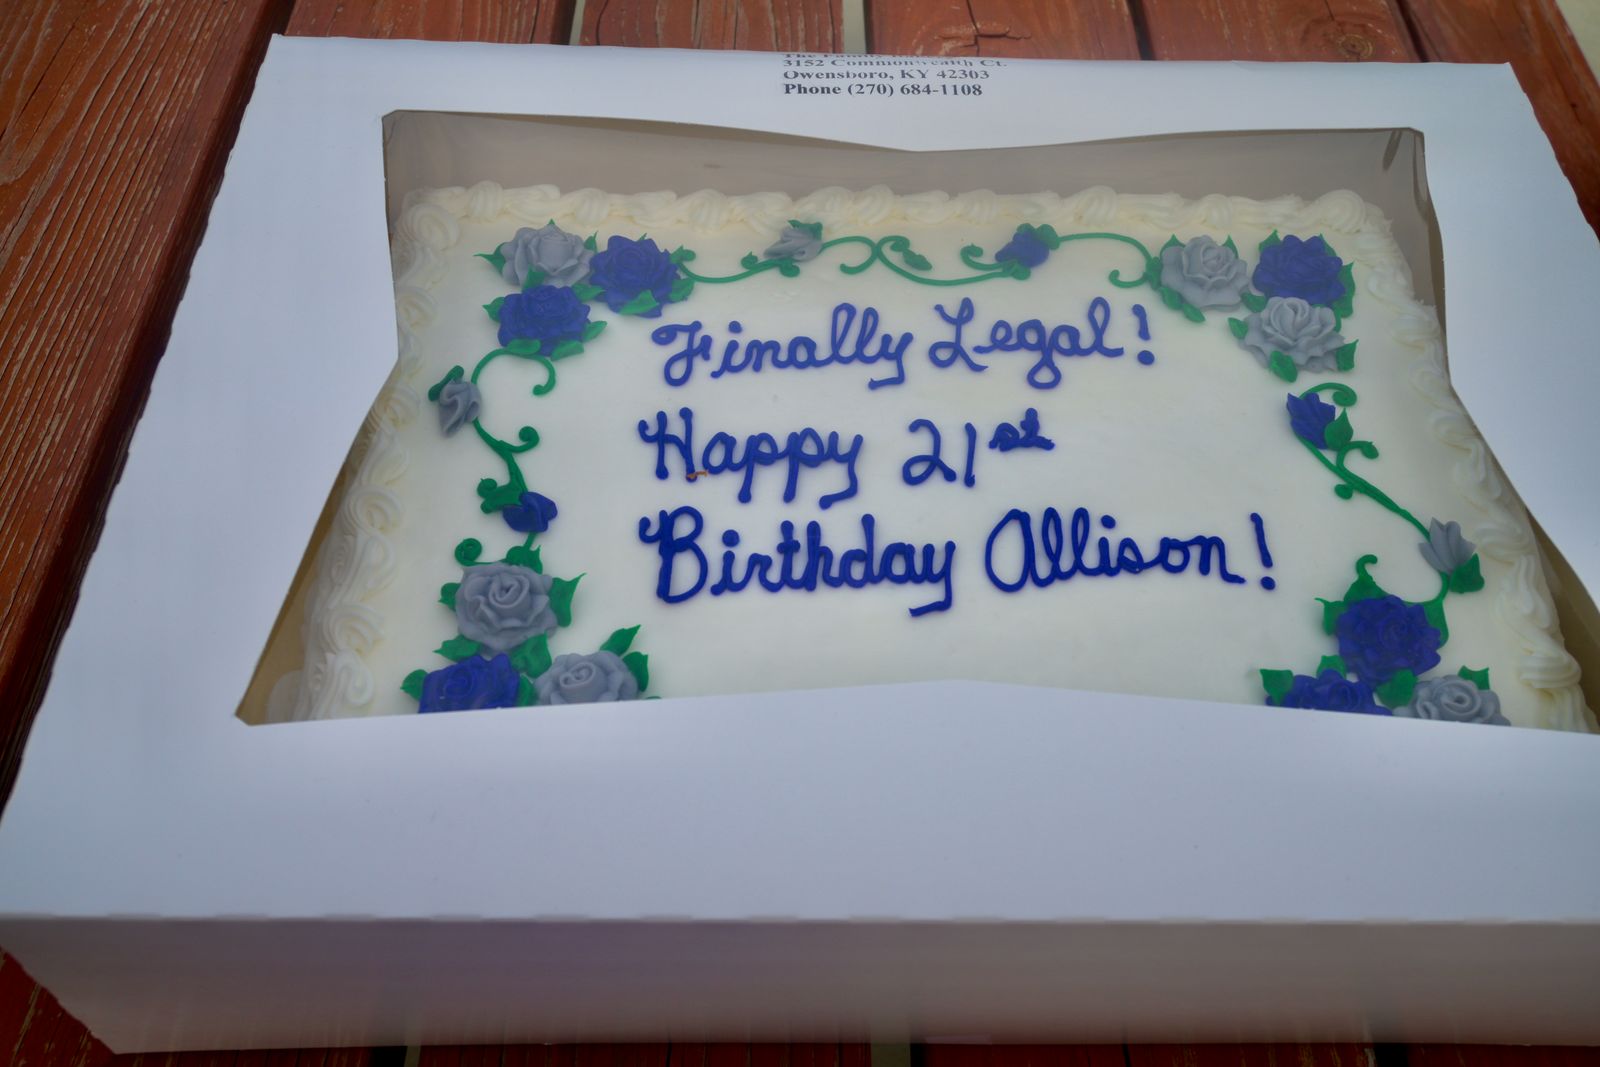 3152 Commonwealth Ct.
Owensboro, KY 42303
Phone (270) 684-1108
Finally Legal!
Happy 21st
Birthday Allison!